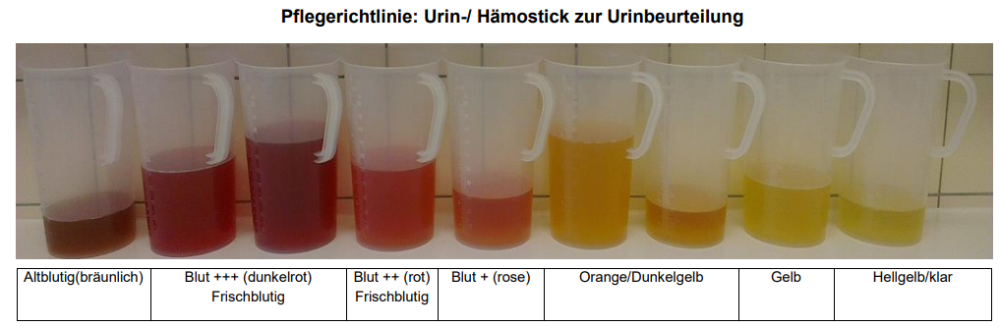 Pflegerichtlinie: Urin-/ Hämostick zur Urinbeurteilung
Altblutig(bräunlich)
Blut +++ (dunkelrot)
Frischblutig
Blut ++ (rot)
Frischblutig
Blut + (rose)
Orange/Dunkelgelb
Gelb
Hellgelb/klar